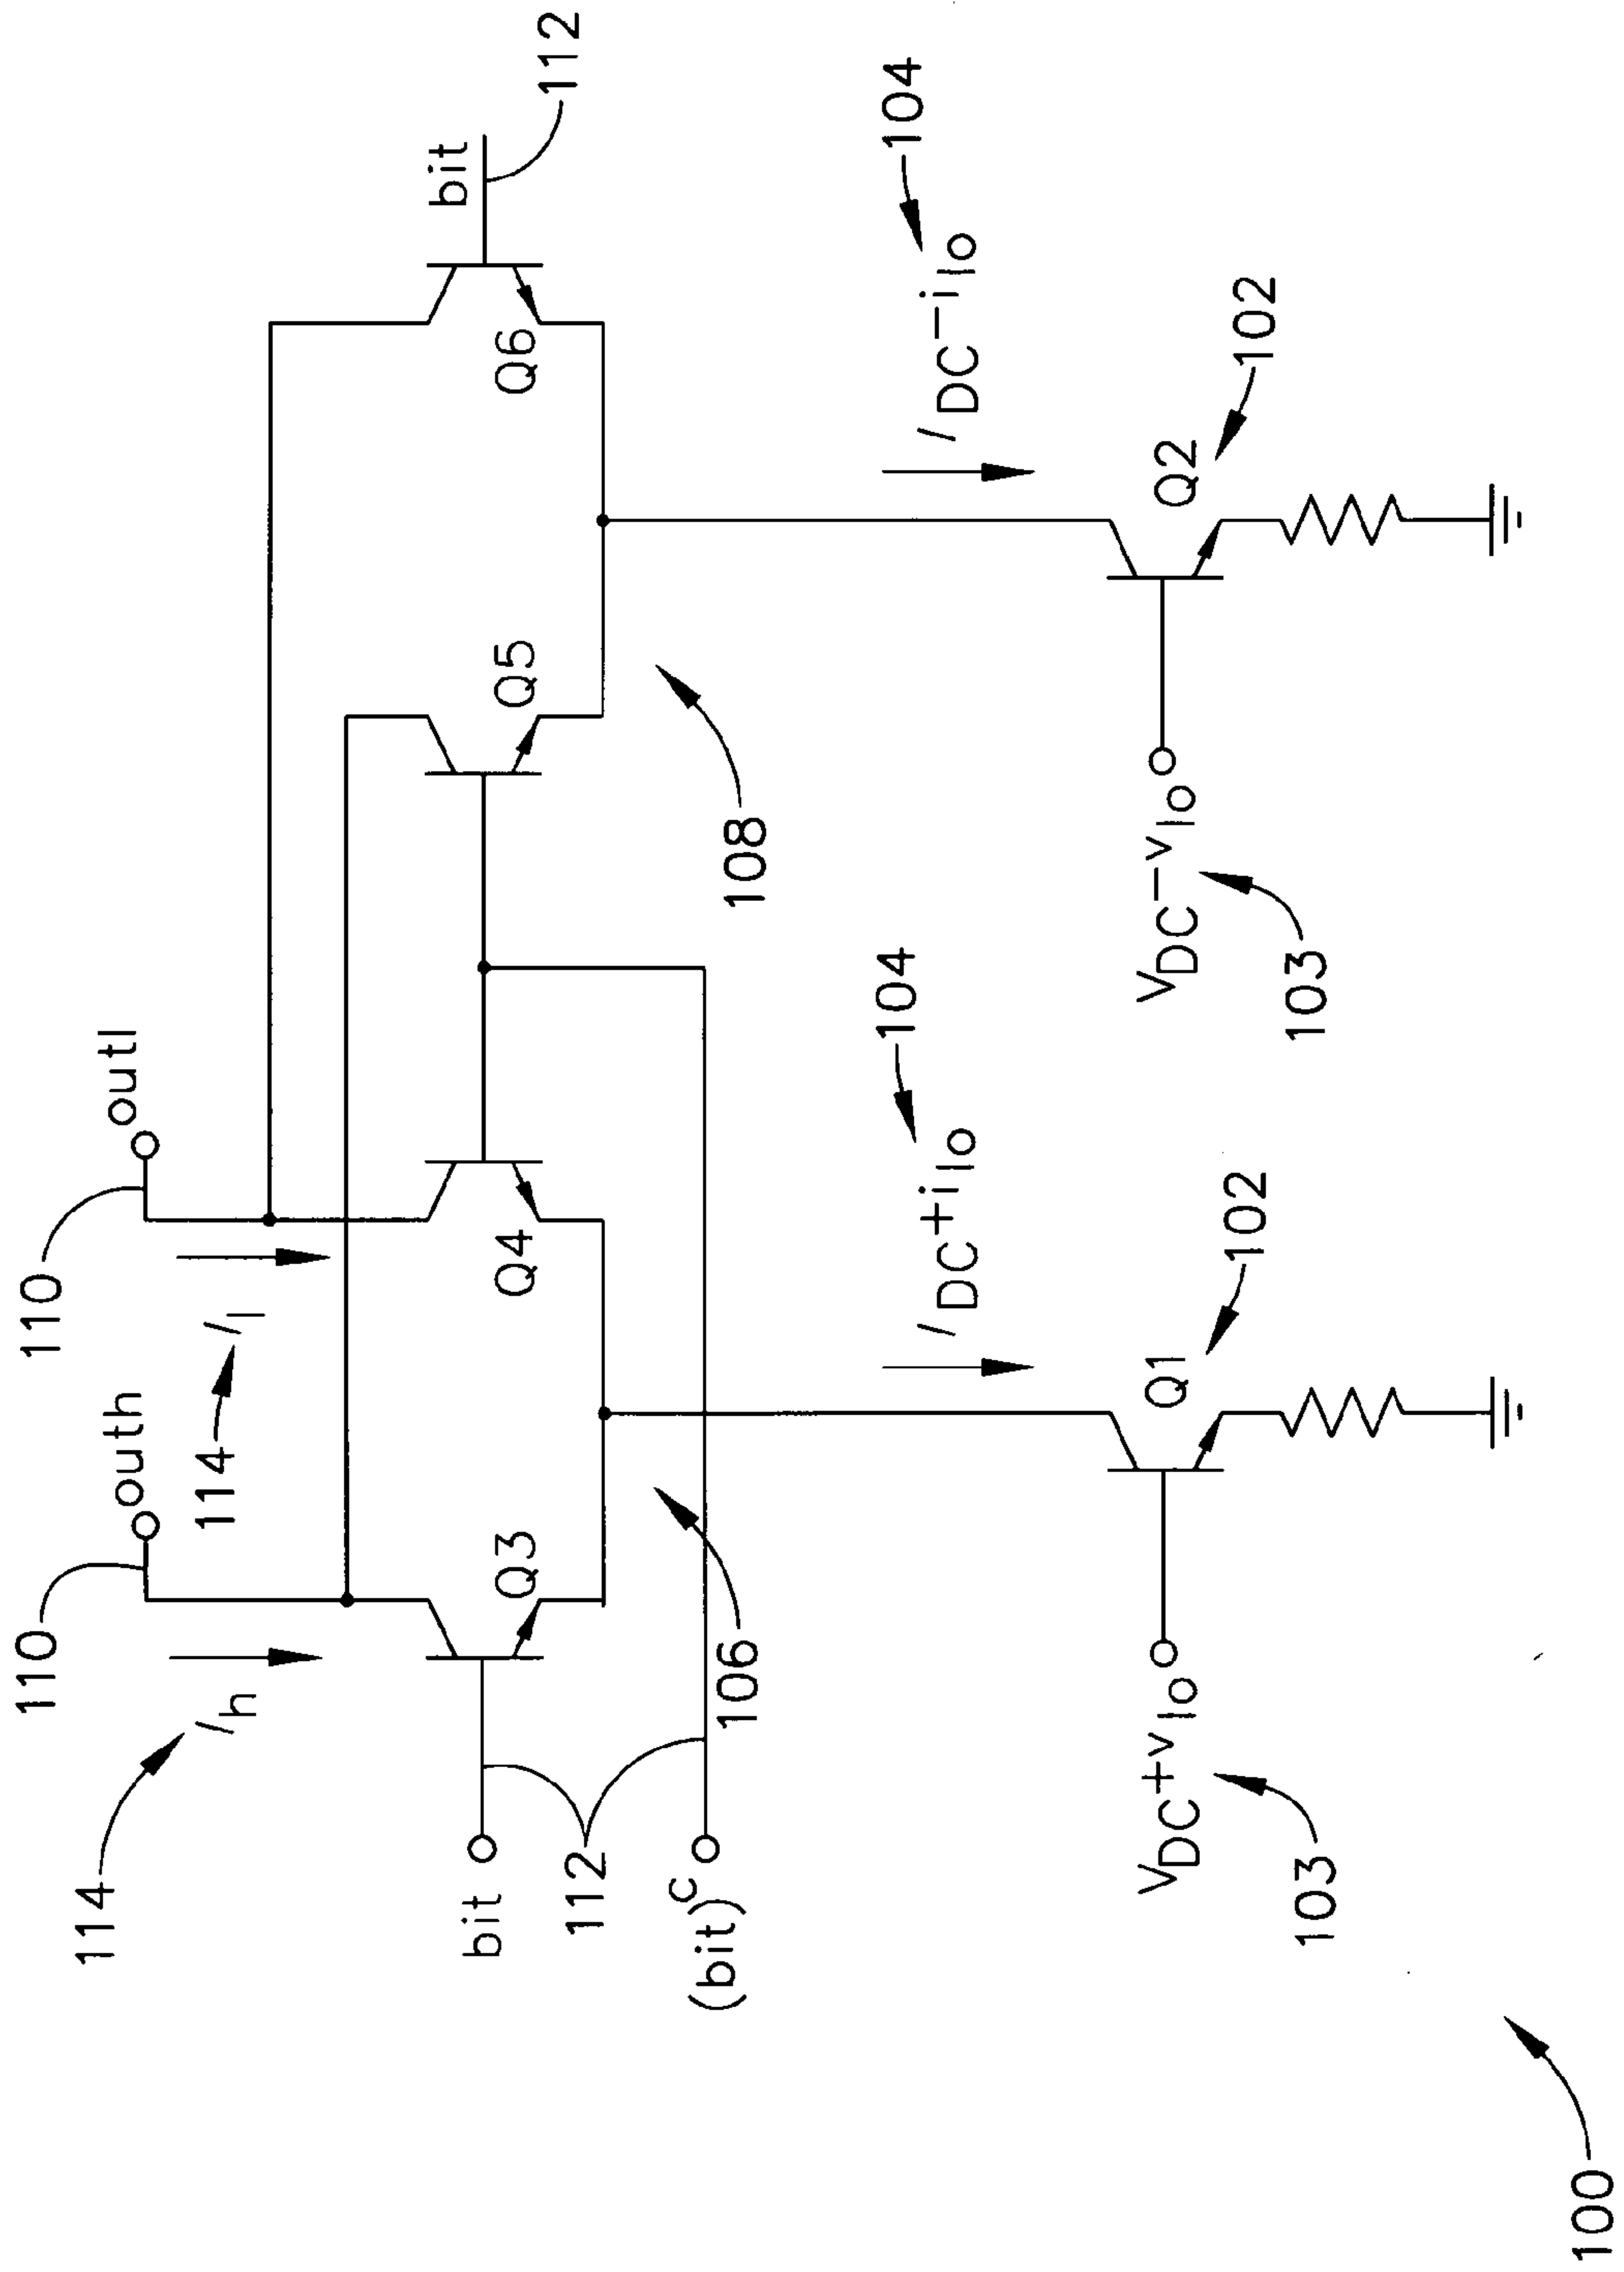 110
110
outh
outl
114
I_h
114
I_l
bit
112
Q3
Q4
Q5
Q6
bit
112
(bit)^C
106
108
I_DC+i_lo
104
I_DC-i_lo
104
V_DC+v_lo
103
Q1
102
V_DC-v_lo
103
Q2
102
100